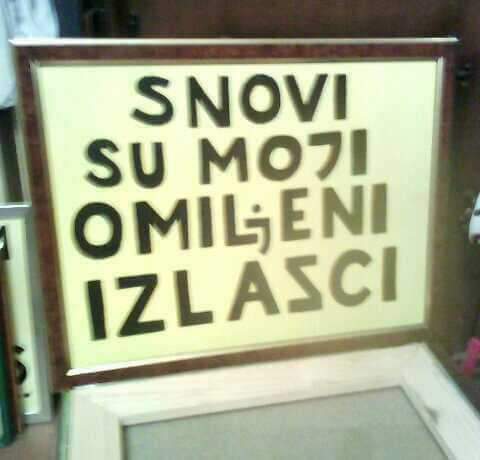 SNOVI
SU MOJI
OMILjENI
IZLASCI